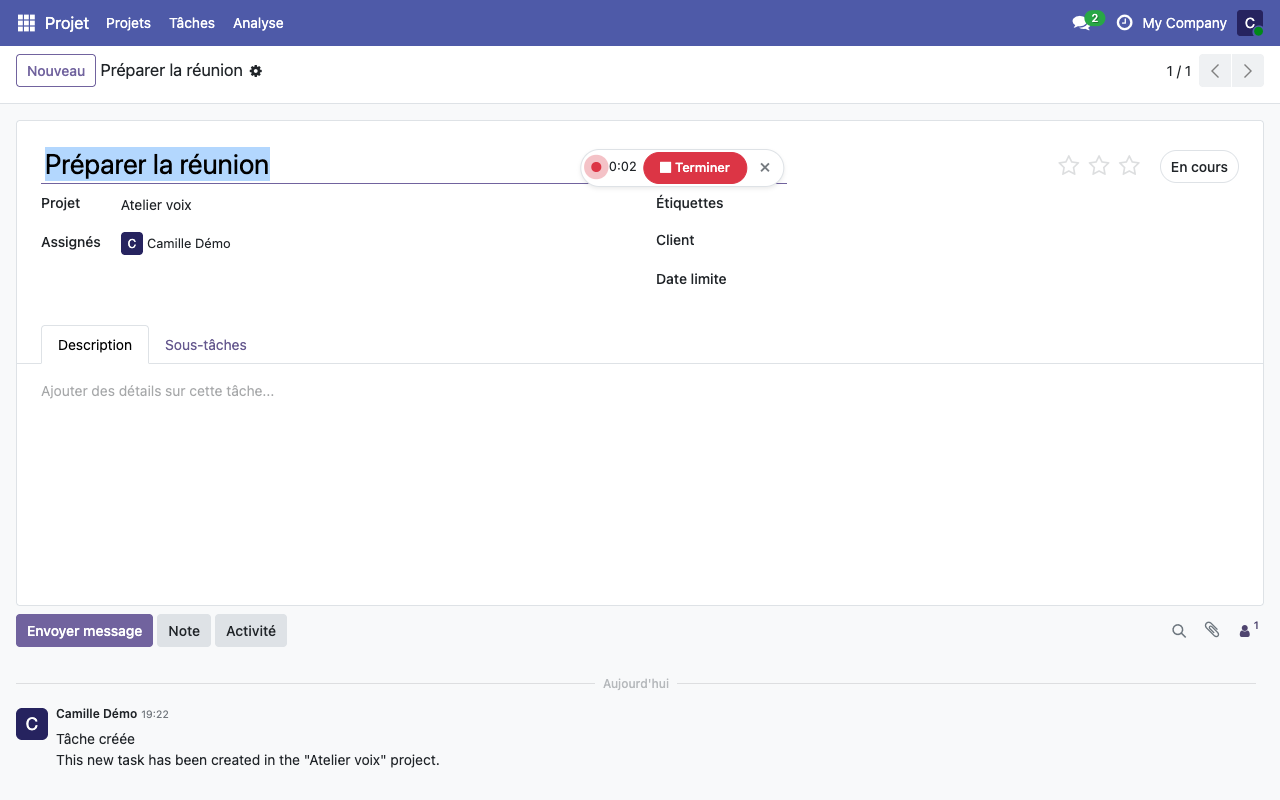 Projet Projets Tâches Analyse 2 My Company C
Nouveau Préparer la réunion 1 / 1
Préparer la réunion 0:02 Terminer En cours
Projet Atelier voix Étiquettes
Assignés C Camille Démo Client
Date limite
Description Sous-tâches
Ajouter des détails sur cette tâche...
Envoyer message Note Activité 1
Aujourd'hui
C Camille Démo 19:22
Tâche créée
This new task has been created in the "Atelier voix" project.